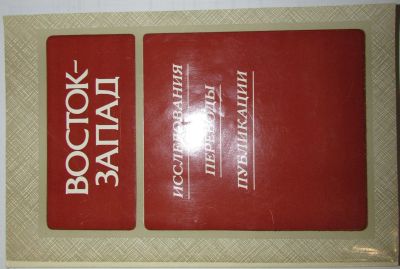 ВОСТОК–
ЗАПАД
ИССЛЕДОВАНИЯ
ПЕРЕВОДЫ
ПУБЛИКАЦИИ